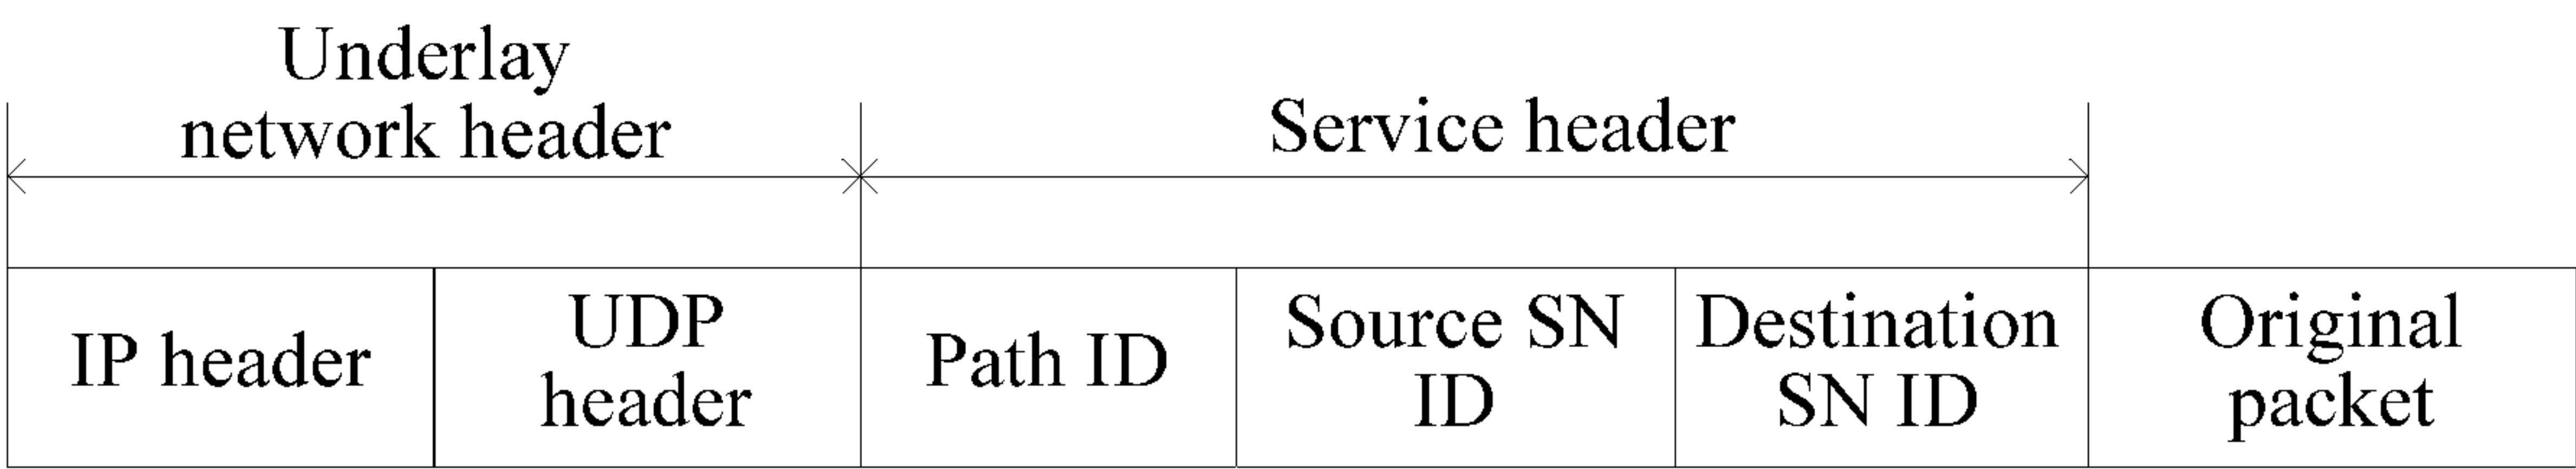 Underlay
network header
Service header
IP header
UDP
header
Path ID
Source SN
ID
Destination
SN ID
Original
packet